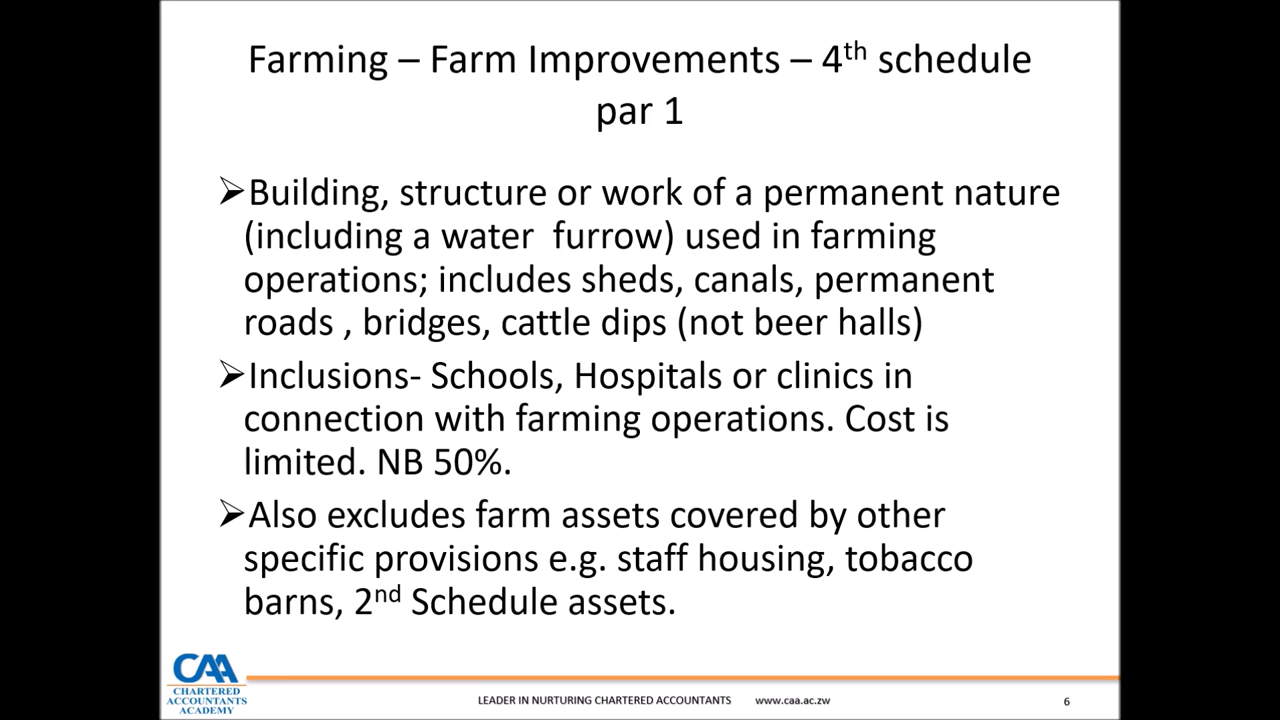 Farming – Farm Improvements – 4th schedule
par 1
➢Building, structure or work of a permanent nature
(including a water  furrow) used in farming
operations; includes sheds, canals, permanent
roads , bridges, cattle dips (not beer halls)
➢Inclusions- Schools, Hospitals or clinics in
connection with farming operations. Cost is
limited. NB 50%.
➢Also excludes farm assets covered by other
specific provisions e.g. staff housing, tobacco
barns, 2nd Schedule assets.
CAA
CHARTERED
ACCOUNTANTS
ACADEMY
LEADER IN NURTURING CHARTERED ACCOUNTANTS www.caa.ac.zw
6